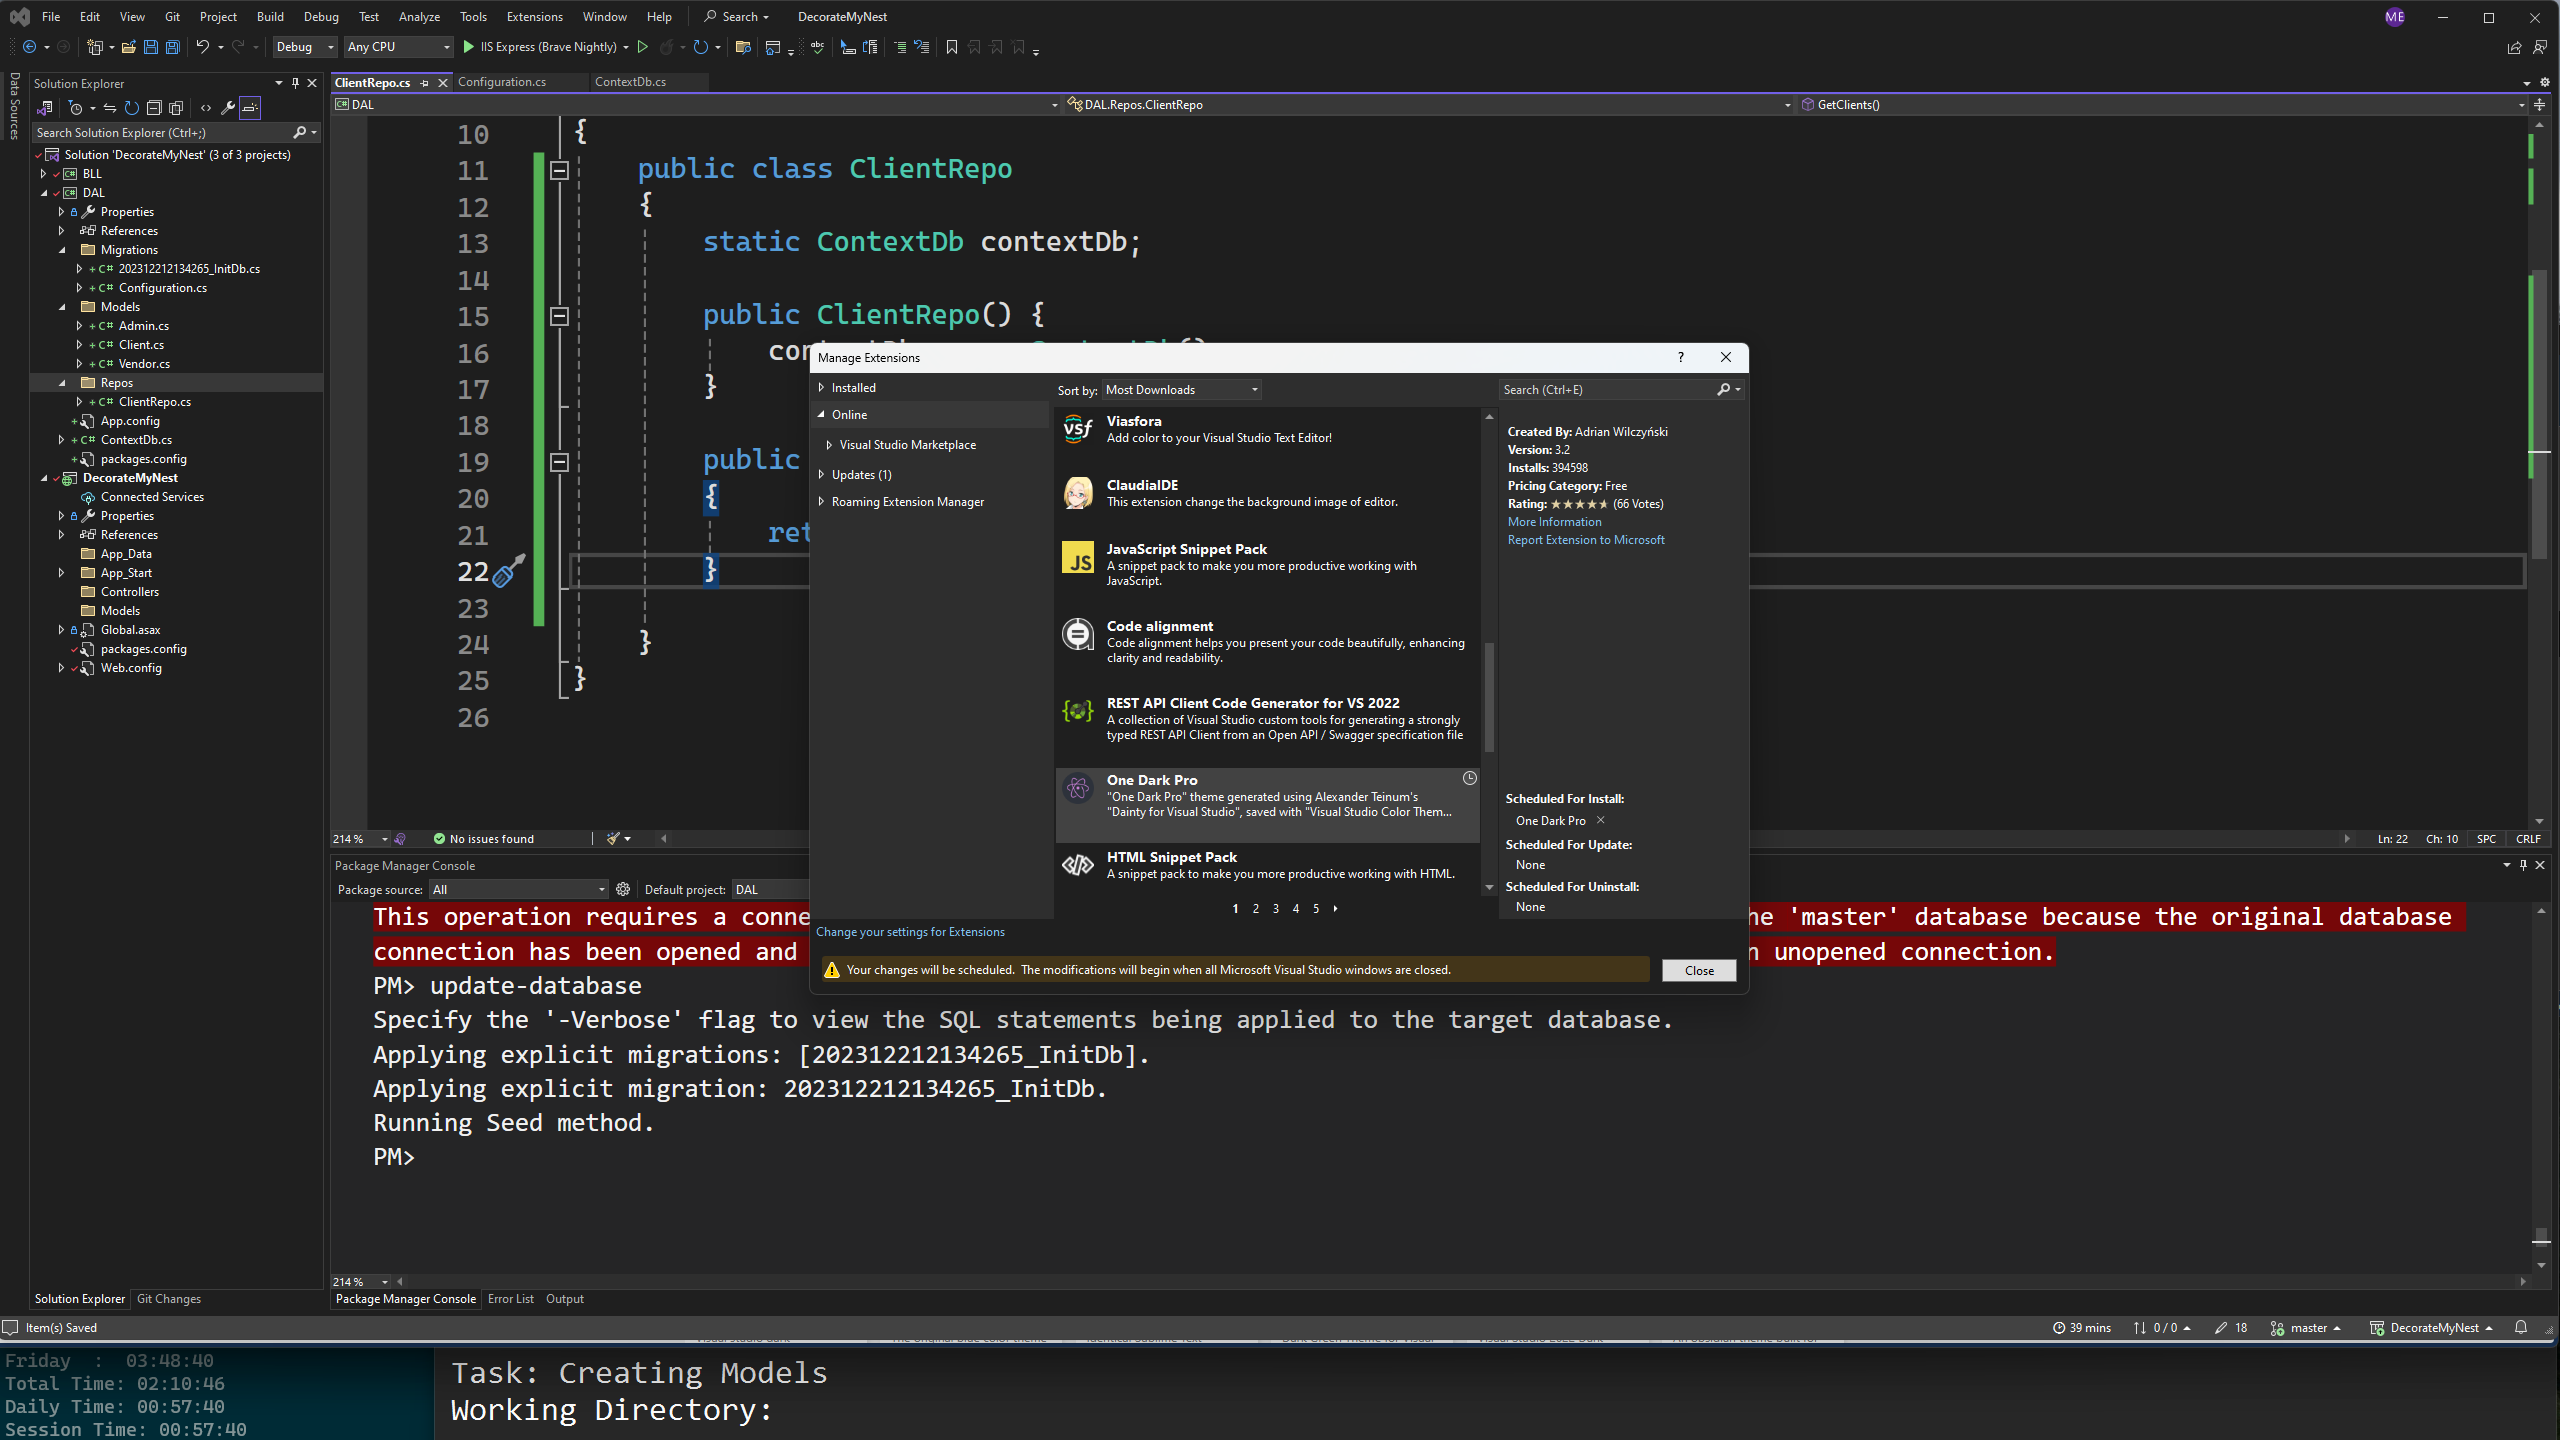 File Edit View Git Project Build Debug Test Analyze Tools Extensions Window Help Search DecorateMyNest ME
Debug Any CPU IIS Express (Brave Nightly)
Data Sources
Solution Explorer
Search Solution Explorer (Ctrl+;)
Solution 'DecorateMyNest' (3 of 3 projects)
BLL
DAL
Properties
References
Migrations
C# 202312212134265_InitDb.cs
C# Configuration.cs
Models
C# Admin.cs
C# Client.cs
C# Vendor.cs
Repos
C# ClientRepo.cs
App.config
C# ContextDb.cs
packages.config
DecorateMyNest
Connected Services
Properties
References
App_Data
App_Start
Controllers
Models
Global.asax
packages.config
Web.config
Solution Explorer Git Changes
ClientRepo.cs Configuration.cs ContextDb.cs
DAL DAL.Repos.ClientRepo GetClients()
10 {
11 public class ClientRepo
12 {
13 static ContextDb contextDb;
14
15 public ClientRepo() {
16
17 }
18
19 public
20 {
21 ret
22 }
23
24 }
25 }
26
214 % No issues found Ln: 22 Ch: 10 SPC CRLF
Manage Extensions ?
Installed
Online
Visual Studio Marketplace
Updates (1)
Roaming Extension Manager
Change your settings for Extensions
Sort by: Most Downloads
Search (Ctrl+E)
vsf Viasfora
Add color to your Visual Studio Text Editor!
ClaudiaIDE
This extension change the background image of editor.
JS JavaScript Snippet Pack
A snippet pack to make you more productive working with
JavaScript.
Code alignment
Code alignment helps you present your code beautifully, enhancing
clarity and readability.
REST API Client Code Generator for VS 2022
A collection of Visual Studio custom tools for generating a strongly
typed REST API Client from an Open API / Swagger specification file
One Dark Pro
"One Dark Pro" theme generated using Alexander Teinum's
"Dainty for Visual Studio", saved with "Visual Studio Color Them...
HTML Snippet Pack
A snippet pack to make you more productive working with HTML.
1 2 3 4 5
Created By: Adrian Wilczyński
Version: 3.2
Installs: 394598
Pricing Category: Free
Rating: (66 Votes)
More Information
Report Extension to Microsoft
Scheduled For Install:
One Dark Pro
Scheduled For Update:
None
Scheduled For Uninstall:
None
Your changes will be scheduled. The modifications will begin when all Microsoft Visual Studio windows are closed.
Close
Package Manager Console
Package source: All Default project: DAL
This operation requires a conne he 'master' database because the original database
connection has been opened and n unopened connection.
PM> update-database
Specify the '-Verbose' flag to view the SQL statements being applied to the target database.
Applying explicit migrations: [202312212134265_InitDb].
Applying explicit migration: 202312212134265_InitDb.
Running Seed method.
PM>
214 %
Package Manager Console Error List Output
Item(s) Saved 39 mins 0 / 0 18 master DecorateMyNest
Friday : 03:48:40
Total Time: 02:10:46
Daily Time: 00:57:40
Session Time: 00:57:40
Task: Creating Models
Working Directory: